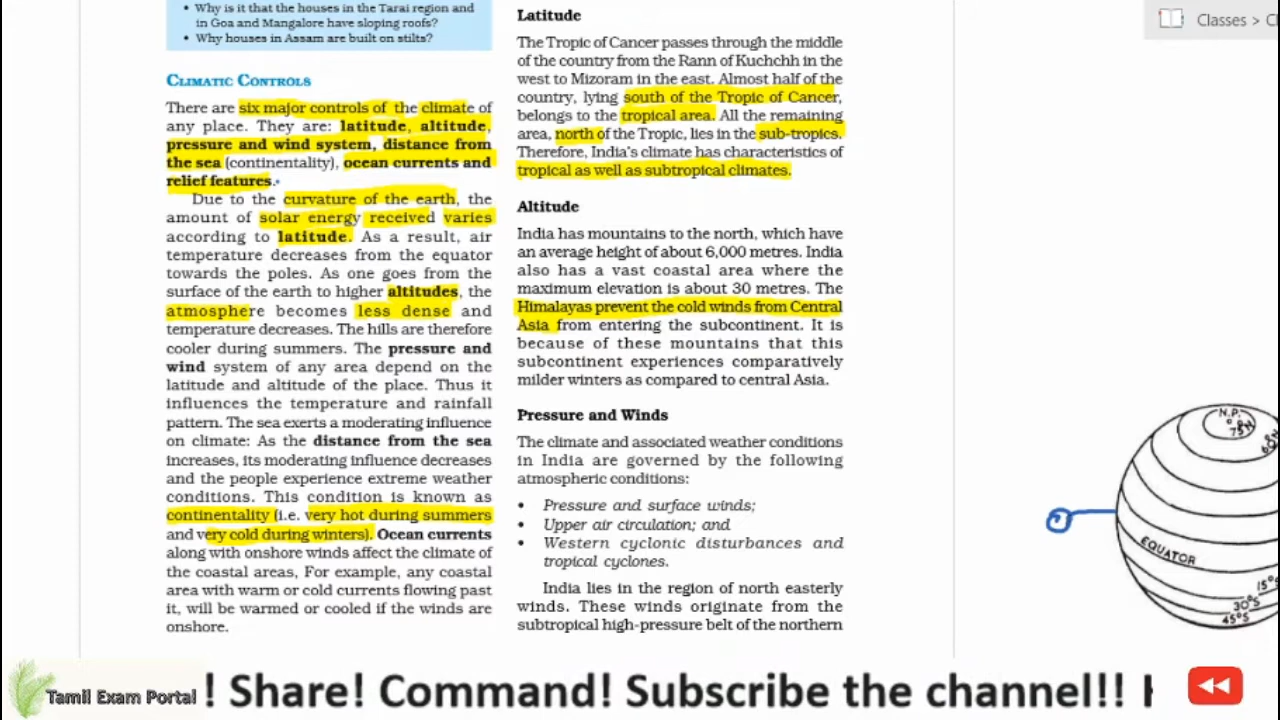 • Why is it that the houses in the Tarai region and
in Goa and Mangalore have sloping roofs?
• Why houses in Assam are built on stilts?
CLIMATIC CONTROLS
There are six major controls of the climate of
any place. They are: latitude, altitude,
pressure and wind system, distance from
the sea (continentality), ocean currents and
relief features.
Due to the curvature of the earth, the
amount of solar energy received varies
according to latitude. As a result, air
temperature decreases from the equator
towards the poles. As one goes from the
surface of the earth to higher altitudes, the
atmosphere becomes less dense and
temperature decreases. The hills are therefore
cooler during summers. The pressure and
wind system of any area depend on the
latitude and altitude of the place. Thus it
influences the temperature and rainfall
pattern. The sea exerts a moderating influence
on climate: As the distance from the sea
increases, its moderating influence decreases
and the people experience extreme weather
conditions. This condition is known as
continentality (i.e. very hot during summers
and very cold during winters). Ocean currents
along with onshore winds affect the climate of
the coastal areas, For example, any coastal
area with warm or cold currents flowing past
it, will be warmed or cooled if the winds are
onshore.
Latitude
The Tropic of Cancer passes through the middle
of the country from the Rann of Kuchchh in the
west to Mizoram in the east. Almost half of the
country, lying south of the Tropic of Cancer,
belongs to the tropical area. All the remaining
area, north of the Tropic, lies in the sub-tropics.
Therefore, India's climate has characteristics of
tropical as well as subtropical climates.
Altitude
India has mountains to the north, which have
an average height of about 6,000 metres. India
also has a vast coastal area where the
maximum elevation is about 30 metres. The
Himalayas prevent the cold winds from Central
Asia from entering the subcontinent. It is
because of these mountains that this
subcontinent experiences comparatively
milder winters as compared to central Asia.
Pressure and Winds
The climate and associated weather conditions
in India are governed by the following
atmospheric conditions:
• Pressure and surface winds;
• Upper air circulation; and
• Western cyclonic disturbances and
tropical cyclones.
India lies in the region of north easterly
winds. These winds originate from the
subtropical high-pressure belt of the northern
Classes >
N.P.
75°N
EQUATOR
15°S
30°S
45°S
Tamil Exam Portal
! Share! Command! Subscribe the channel!!